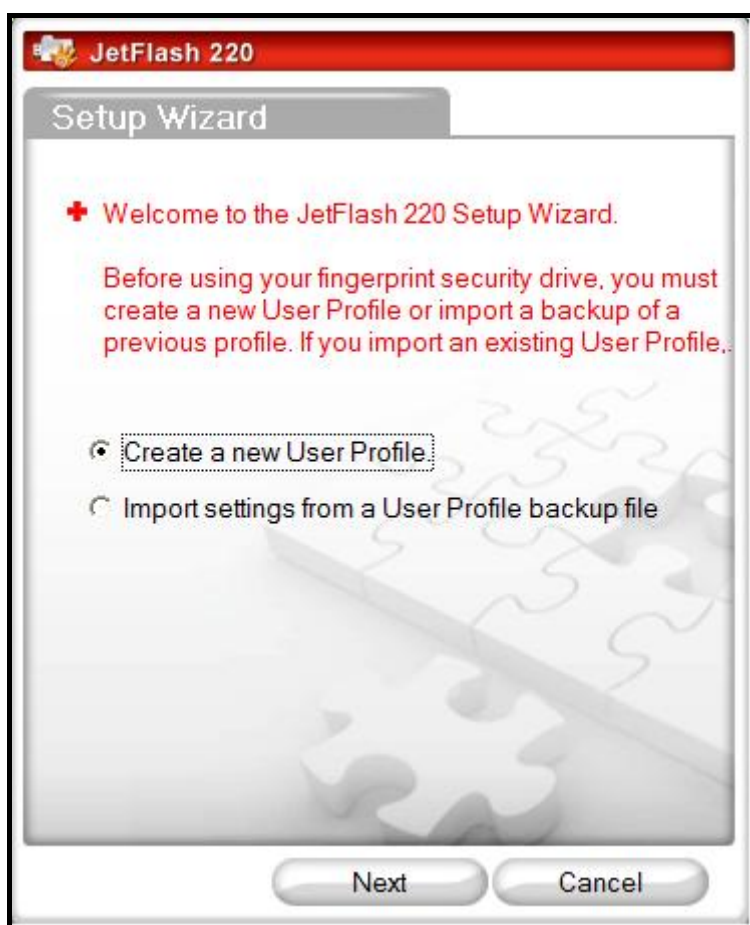 JetFlash 220
Setup Wizard
Welcome to the JetFlash 220 Setup Wizard.
Before using your fingerprint security drive, you must
create a new User Profile or import a backup of a
previous profile. If you import an existing User Profile,.
Create a new User Profile.
Import settings from a User Profile backup file
Next
Cancel